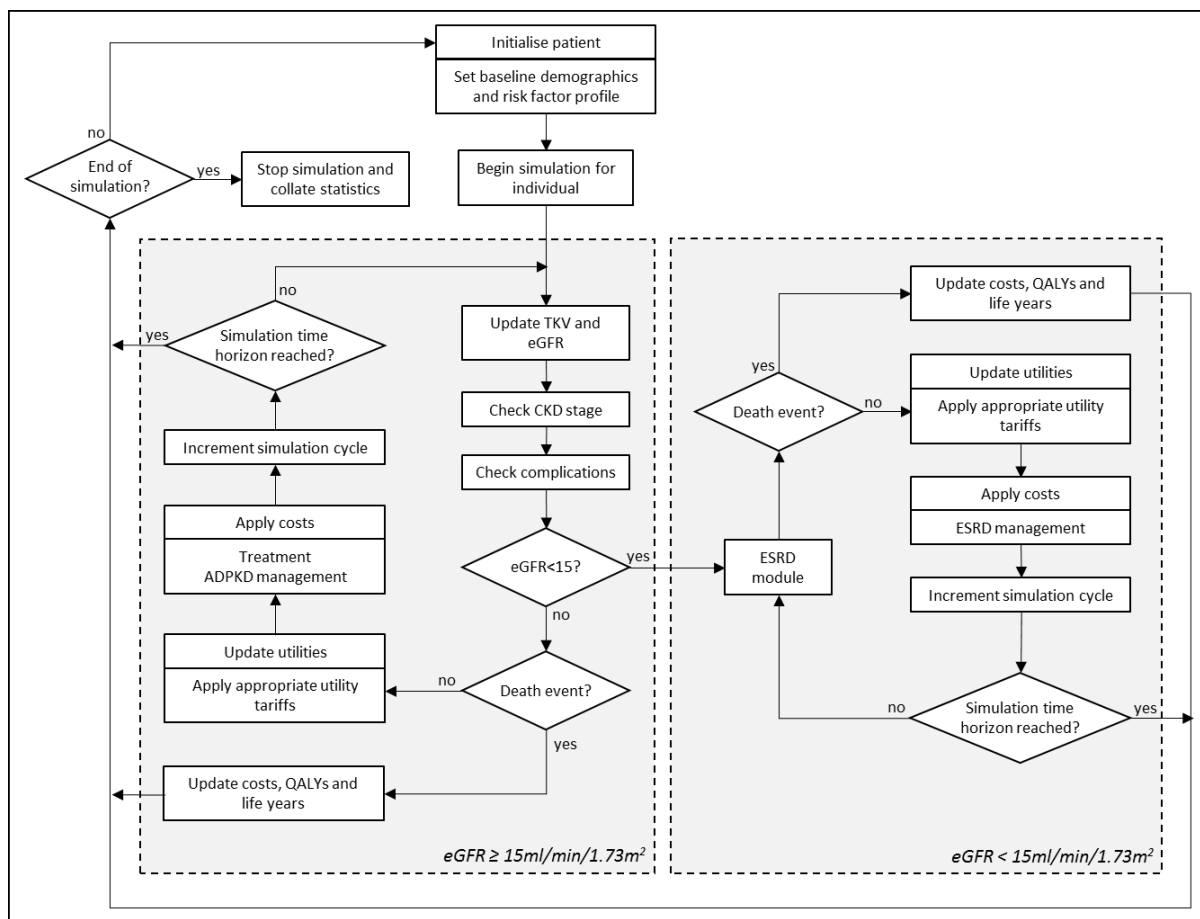 Initialise patient
Set baseline demographics
and risk factor profile
no
End of
simulation?
yes
Stop simulation and
collate statistics
Begin simulation for
individual
no
Simulation time
horizon reached?
yes
Update TKV and
eGFR
Check CKD stage
Increment simulation cycle
Check complications
Apply costs
Treatment
ADPKD management
eGFR<15?
yes
no
Update utilities
Apply appropriate utility
tariffs
no
Death event?
yes
Update costs, QALYs and
life years
eGFR ≥ 15ml/min/1.73m²
Update costs, QALYs and
life years
yes
Death event?
no
Update utilities
Apply appropriate utility
tariffs
Apply costs
ESRD management
ESRD
module
Increment simulation cycle
no
Simulation time
horizon reached?
yes
eGFR < 15ml/min/1.73m²